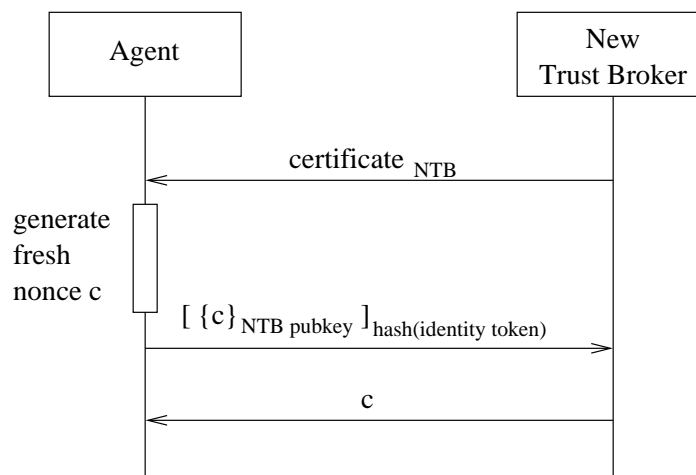 Agent
New
Trust Broker
certificate NTB
generate
fresh
nonce c
[ {c} NTB pubkey ] hash(identity token)
c